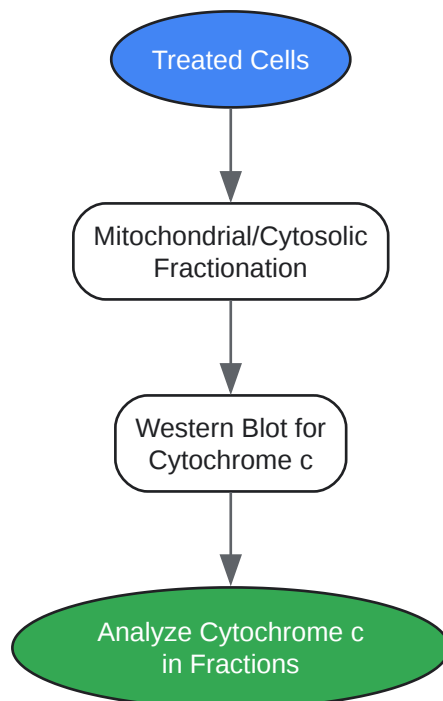 Treated Cells
Mitochondrial/Cytosolic
Fractionation
Western Blot for
Cytochrome c
Analyze Cytochrome c
in Fractions